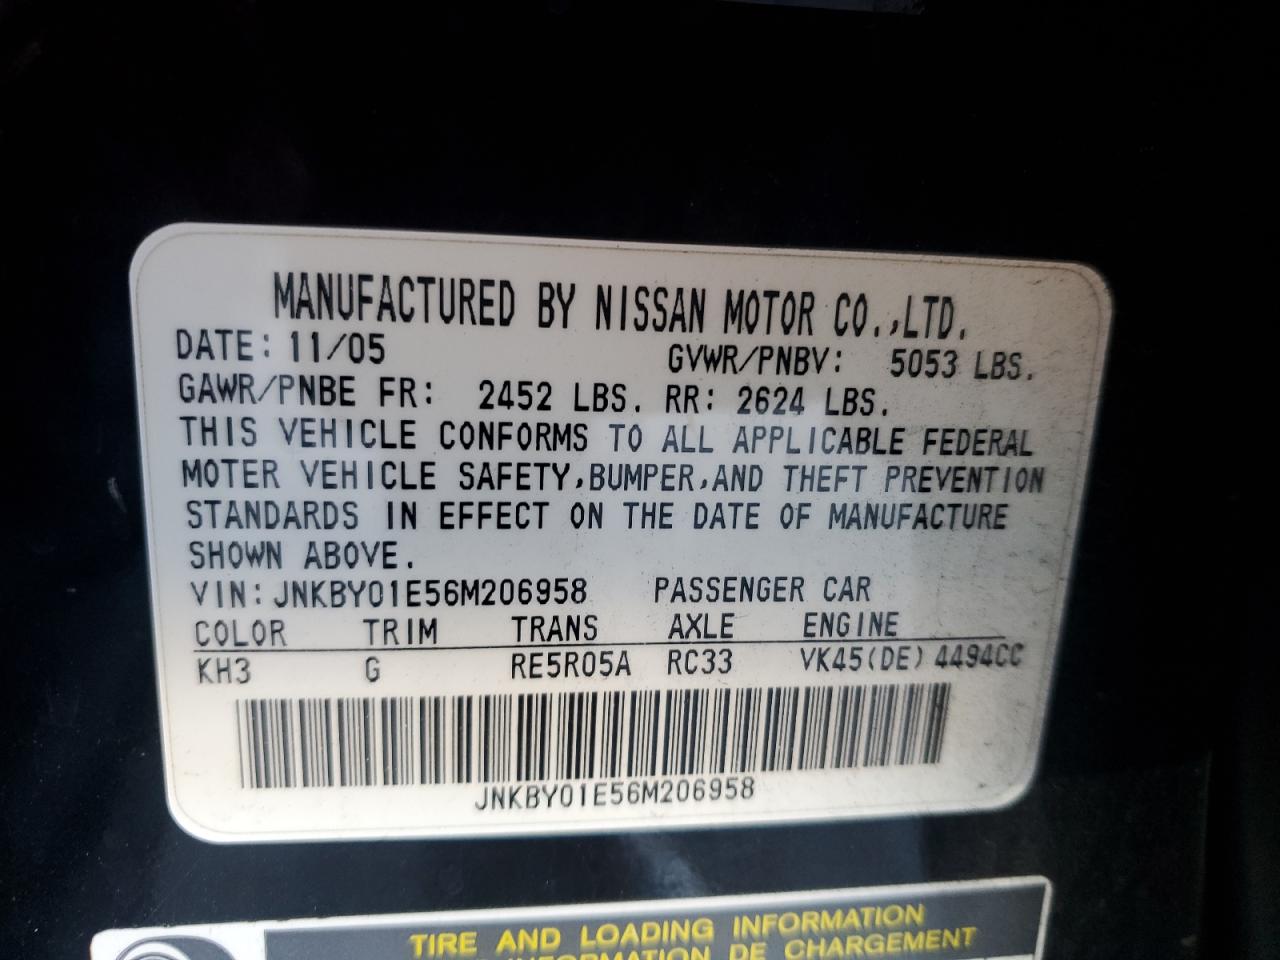 MANUFACTURED BY NISSAN MOTOR CO.,LTD.
DATE: 11/05 GVWR/PNBV: 5053 LBS.
GAWR/PNBE FR: 2452 LBS. RR: 2624 LBS.
THIS VEHICLE CONFORMS TO ALL APPLICABLE FEDERAL
MOTER VEHICLE SAFETY,BUMPER,AND THEFT PREVENTION
STANDARDS IN EFFECT ON THE DATE OF MANUFACTURE
SHOWN ABOVE.
VIN: JNKBY01E56M206958 PASSENGER CAR
COLOR TRIM TRANS AXLE ENGINE
KH3 G RE5R05A RC33 VK45(DE) 4494CC
JNKBY01E56M206958
TIRE AND LOADING INFORMATION
INFORMATION DE CHARGEMENT